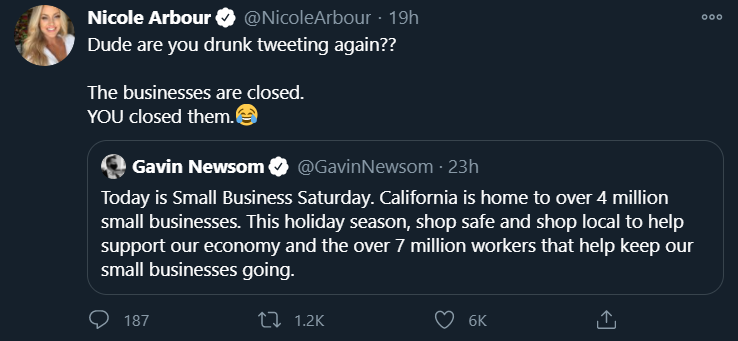 Nicole Arbour @NicoleArbour · 19h
Dude are you drunk tweeting again??
The businesses are closed.
YOU closed them.😂
Gavin Newsom @GavinNewsom · 23h
Today is Small Business Saturday. California is home to over 4 million
small businesses. This holiday season, shop safe and shop local to help
support our economy and the over 7 million workers that help keep our
small businesses going.
187 1.2K 6K